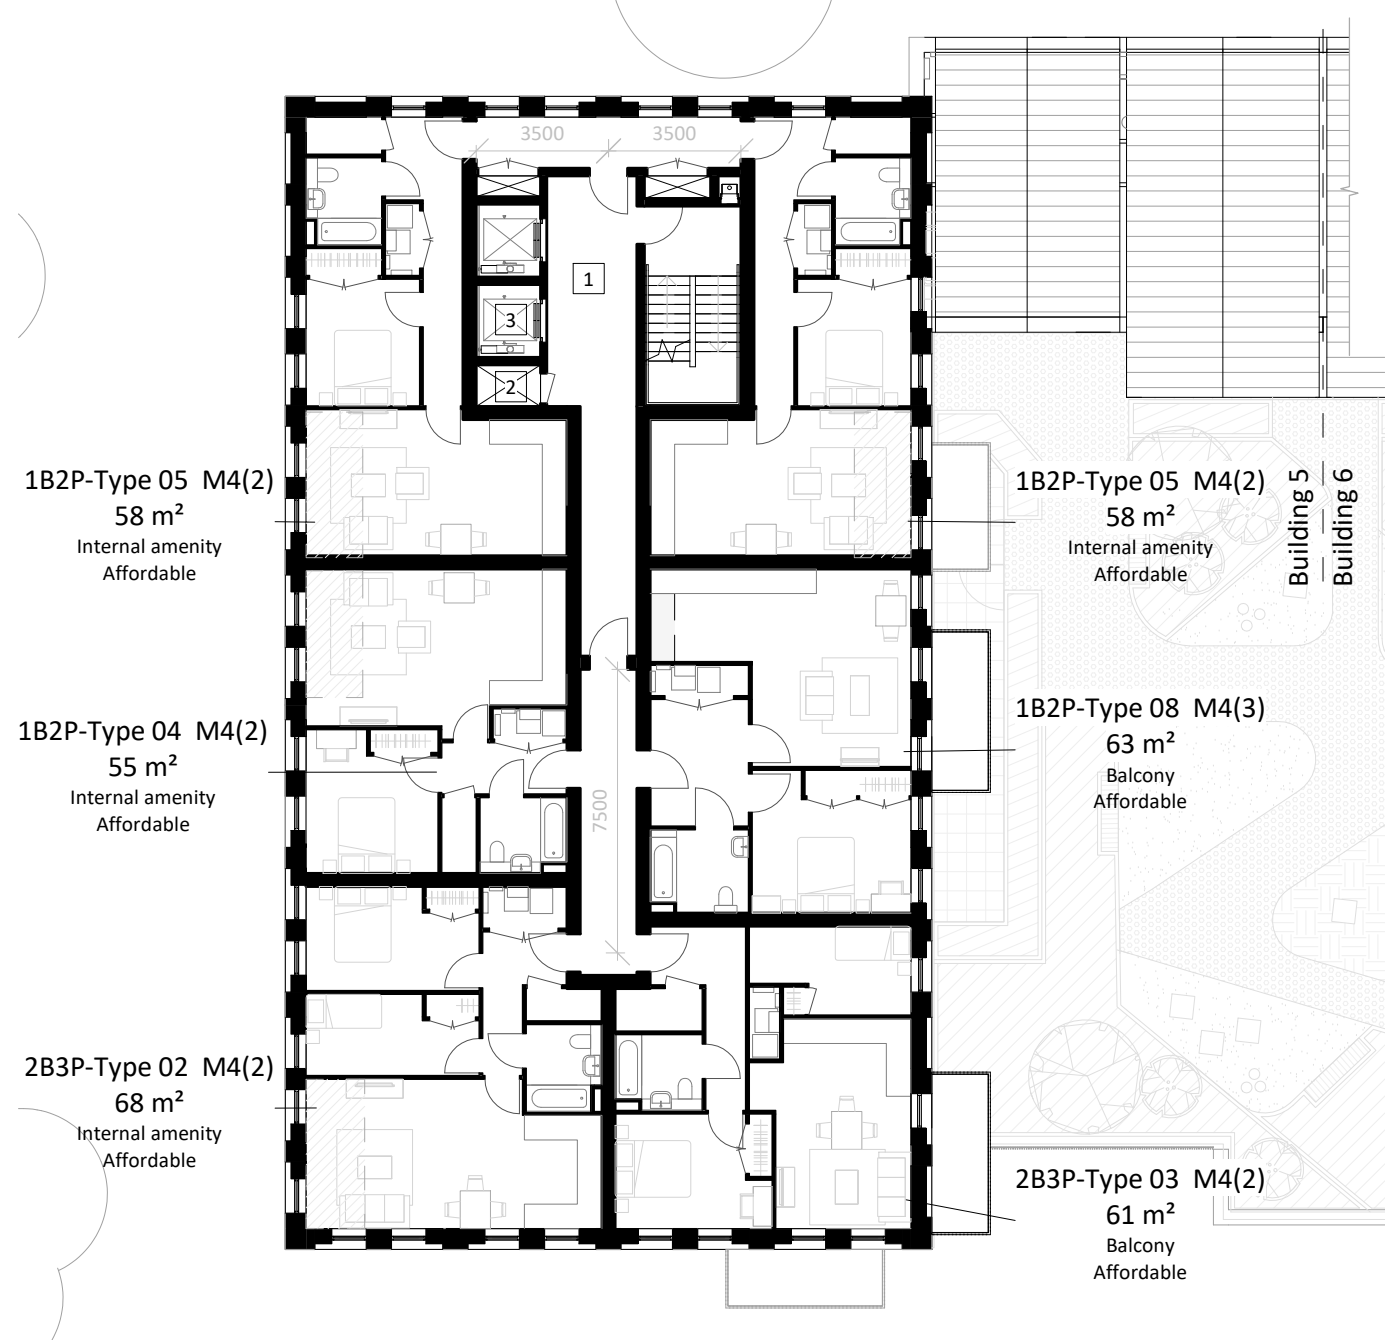 3500
3500
1
3
2
1B2P-Type 05 M4(2)
58 m²
Internal amenity
Affordable
1B2P-Type 05 M4(2)
58 m²
Internal amenity
Affordable
Building 5
Building 6
1B2P-Type 04 M4(2)
55 m²
Internal amenity
Affordable
1B2P-Type 08 M4(3)
63 m²
Balcony
Affordable
7500
2B3P-Type 02 M4(2)
68 m²
Internal amenity
Affordable
2B3P-Type 03 M4(2)
61 m²
Balcony
Affordable